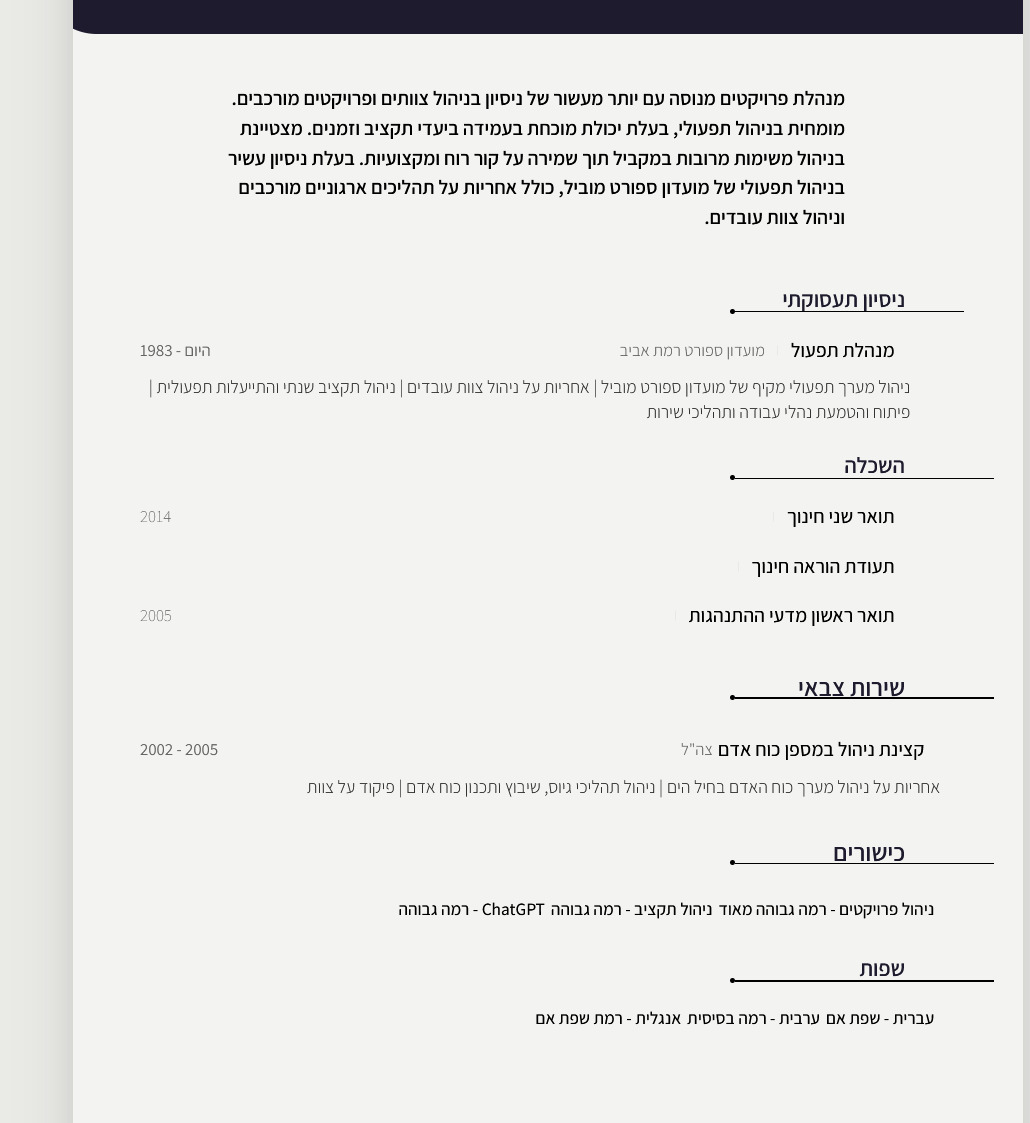 מנהלת פרויקטים מנוסה עם יותר מעשור של ניסיון בניהול צוותים ופרויקטים מורכבים.
מומחית בניהול תפעולי, בעלת יכולת מוכחת בעמידה ביעדי תקציב וזמנים. מצטיינת
בניהול משימות מרובות במקביל תוך שמירה על קור רוח ומקצועיות. בעלת ניסיון עשיר
בניהול תפעולי של מועדון ספורט מוביל, כולל אחריות על תהליכים ארגוניים מורכבים
וניהול צוות עובדים.
ניסיון תעסוקתי
מנהלת תפעול | מועדון ספורט רמת אביב 1983 - היום
ניהול מערך תפעולי מקיף של מועדון ספורט מוביל | אחריות על ניהול צוות עובדים | ניהול תקציב שנתי והתייעלות תפעולית |
פיתוח והטמעת נהלי עבודה ותהליכי שירות
השכלה
תואר שני חינוך | 2014
תעודת הוראה חינוך |
תואר ראשון מדעי ההתנהגות | 2005
שירות צבאי
קצינת ניהול במספן כוח אדם צה"ל 2002 - 2005
אחריות על ניהול מערך כוח האדם בחיל הים | ניהול תהליכי גיוס, שיבוץ ותכנון כוח אדם | פיקוד על צוות
כישורים
ניהול פרויקטים - רמה גבוהה מאוד ניהול תקציב - רמה גבוהה ChatGPT - רמה גבוהה
שפות
עברית - שפת אם ערבית - רמה בסיסית אנגלית - רמת שפת אם